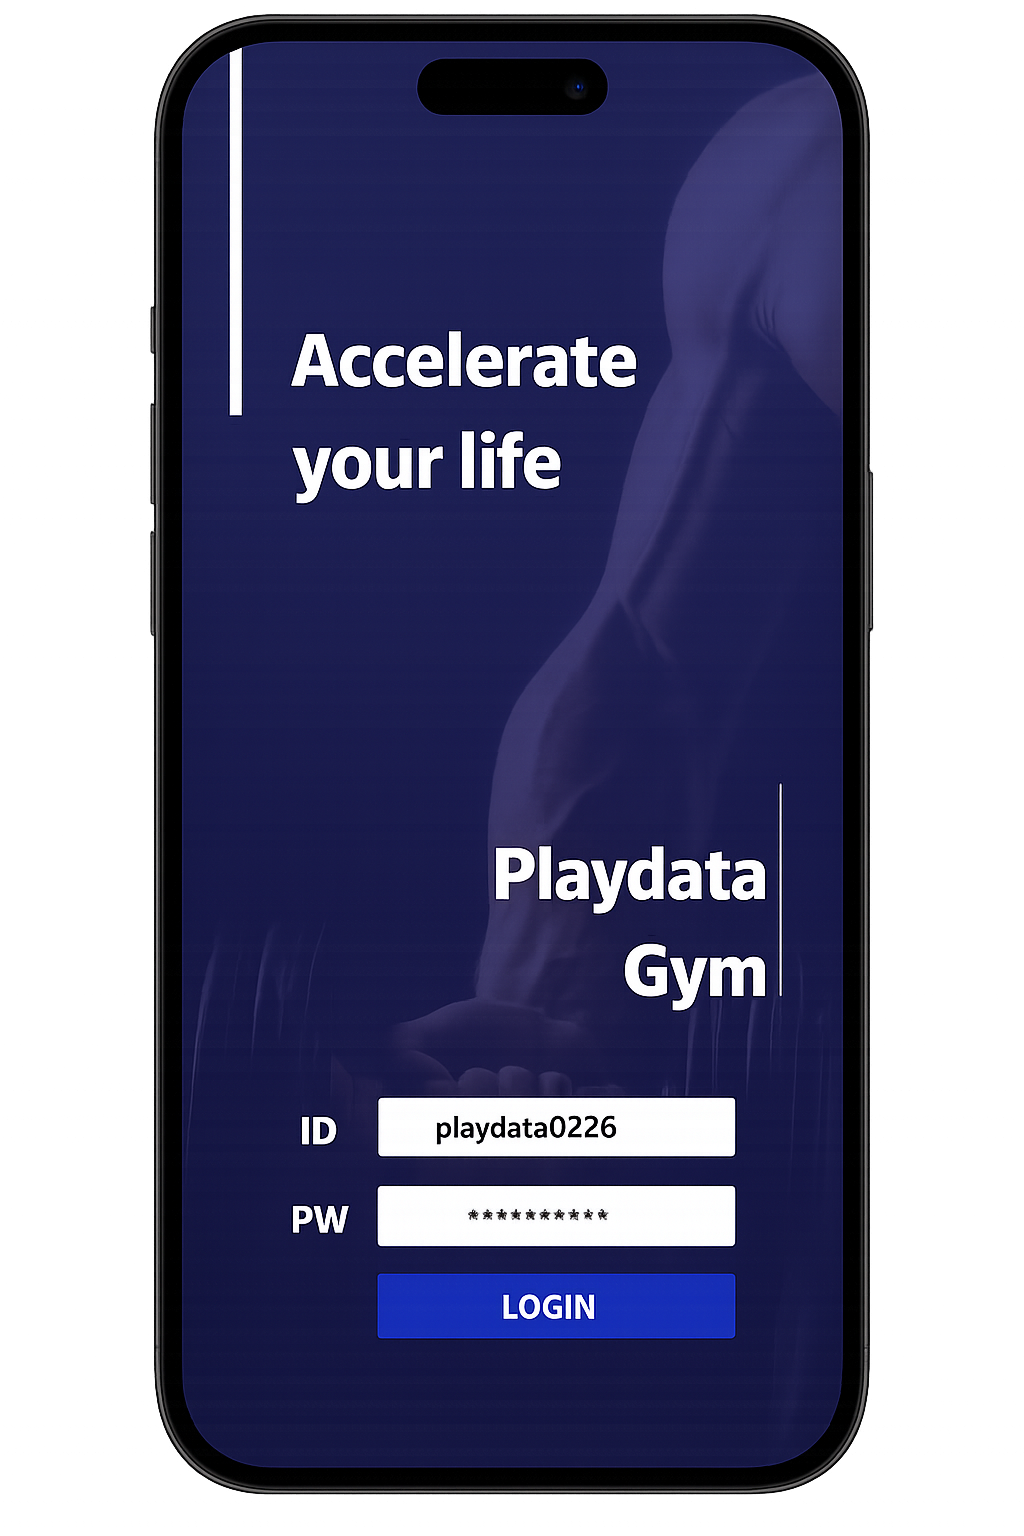 Accelerate
your life
Playdata
Gym
ID playdata0226
PW **********
LOGIN